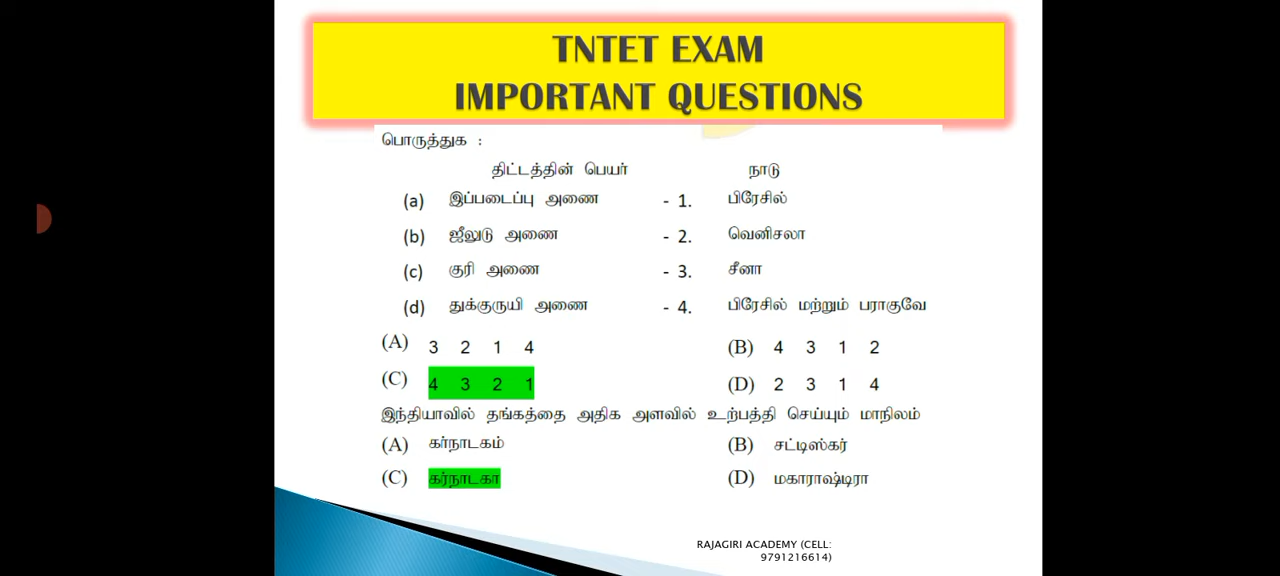 TNTET EXAM
IMPORTANT QUESTIONS
பொருத்துக :
திட்டத்தின் பெயர் நாடு
(a) இப்படைப்பு அணை - 1. பிரேசில்
(b) ஜீலுடு அணை - 2. வெனிசலா
(c) குரி அணை - 3. சீனா
(d) துக்குருயி அணை - 4. பிரேசில் மற்றும் பராகுவே
(A) 3 2 1 4 (B) 4 3 1 2
(C) 4 3 2 1 (D) 2 3 1 4
இந்தியாவில் தங்கத்தை அதிக அளவில் உற்பத்தி செய்யும் மாநிலம்
(A) கர்நாடகம் (B) சட்டிஸ்கர்
(C) கர்நாடகா (D) மகாராஷ்டிரா
RAJAGIRI ACADEMY (CELL:
9791216614)